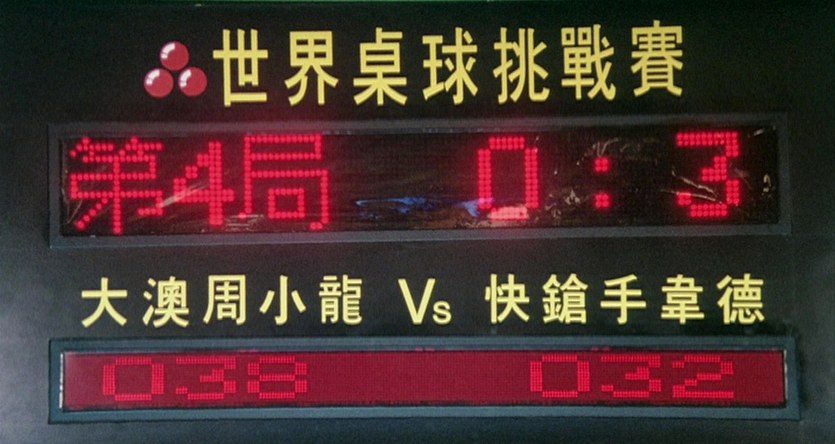 世界桌球挑戰賽
第4局 0:3
大澳周小龍 Vs 快鎗手韋德
038 032